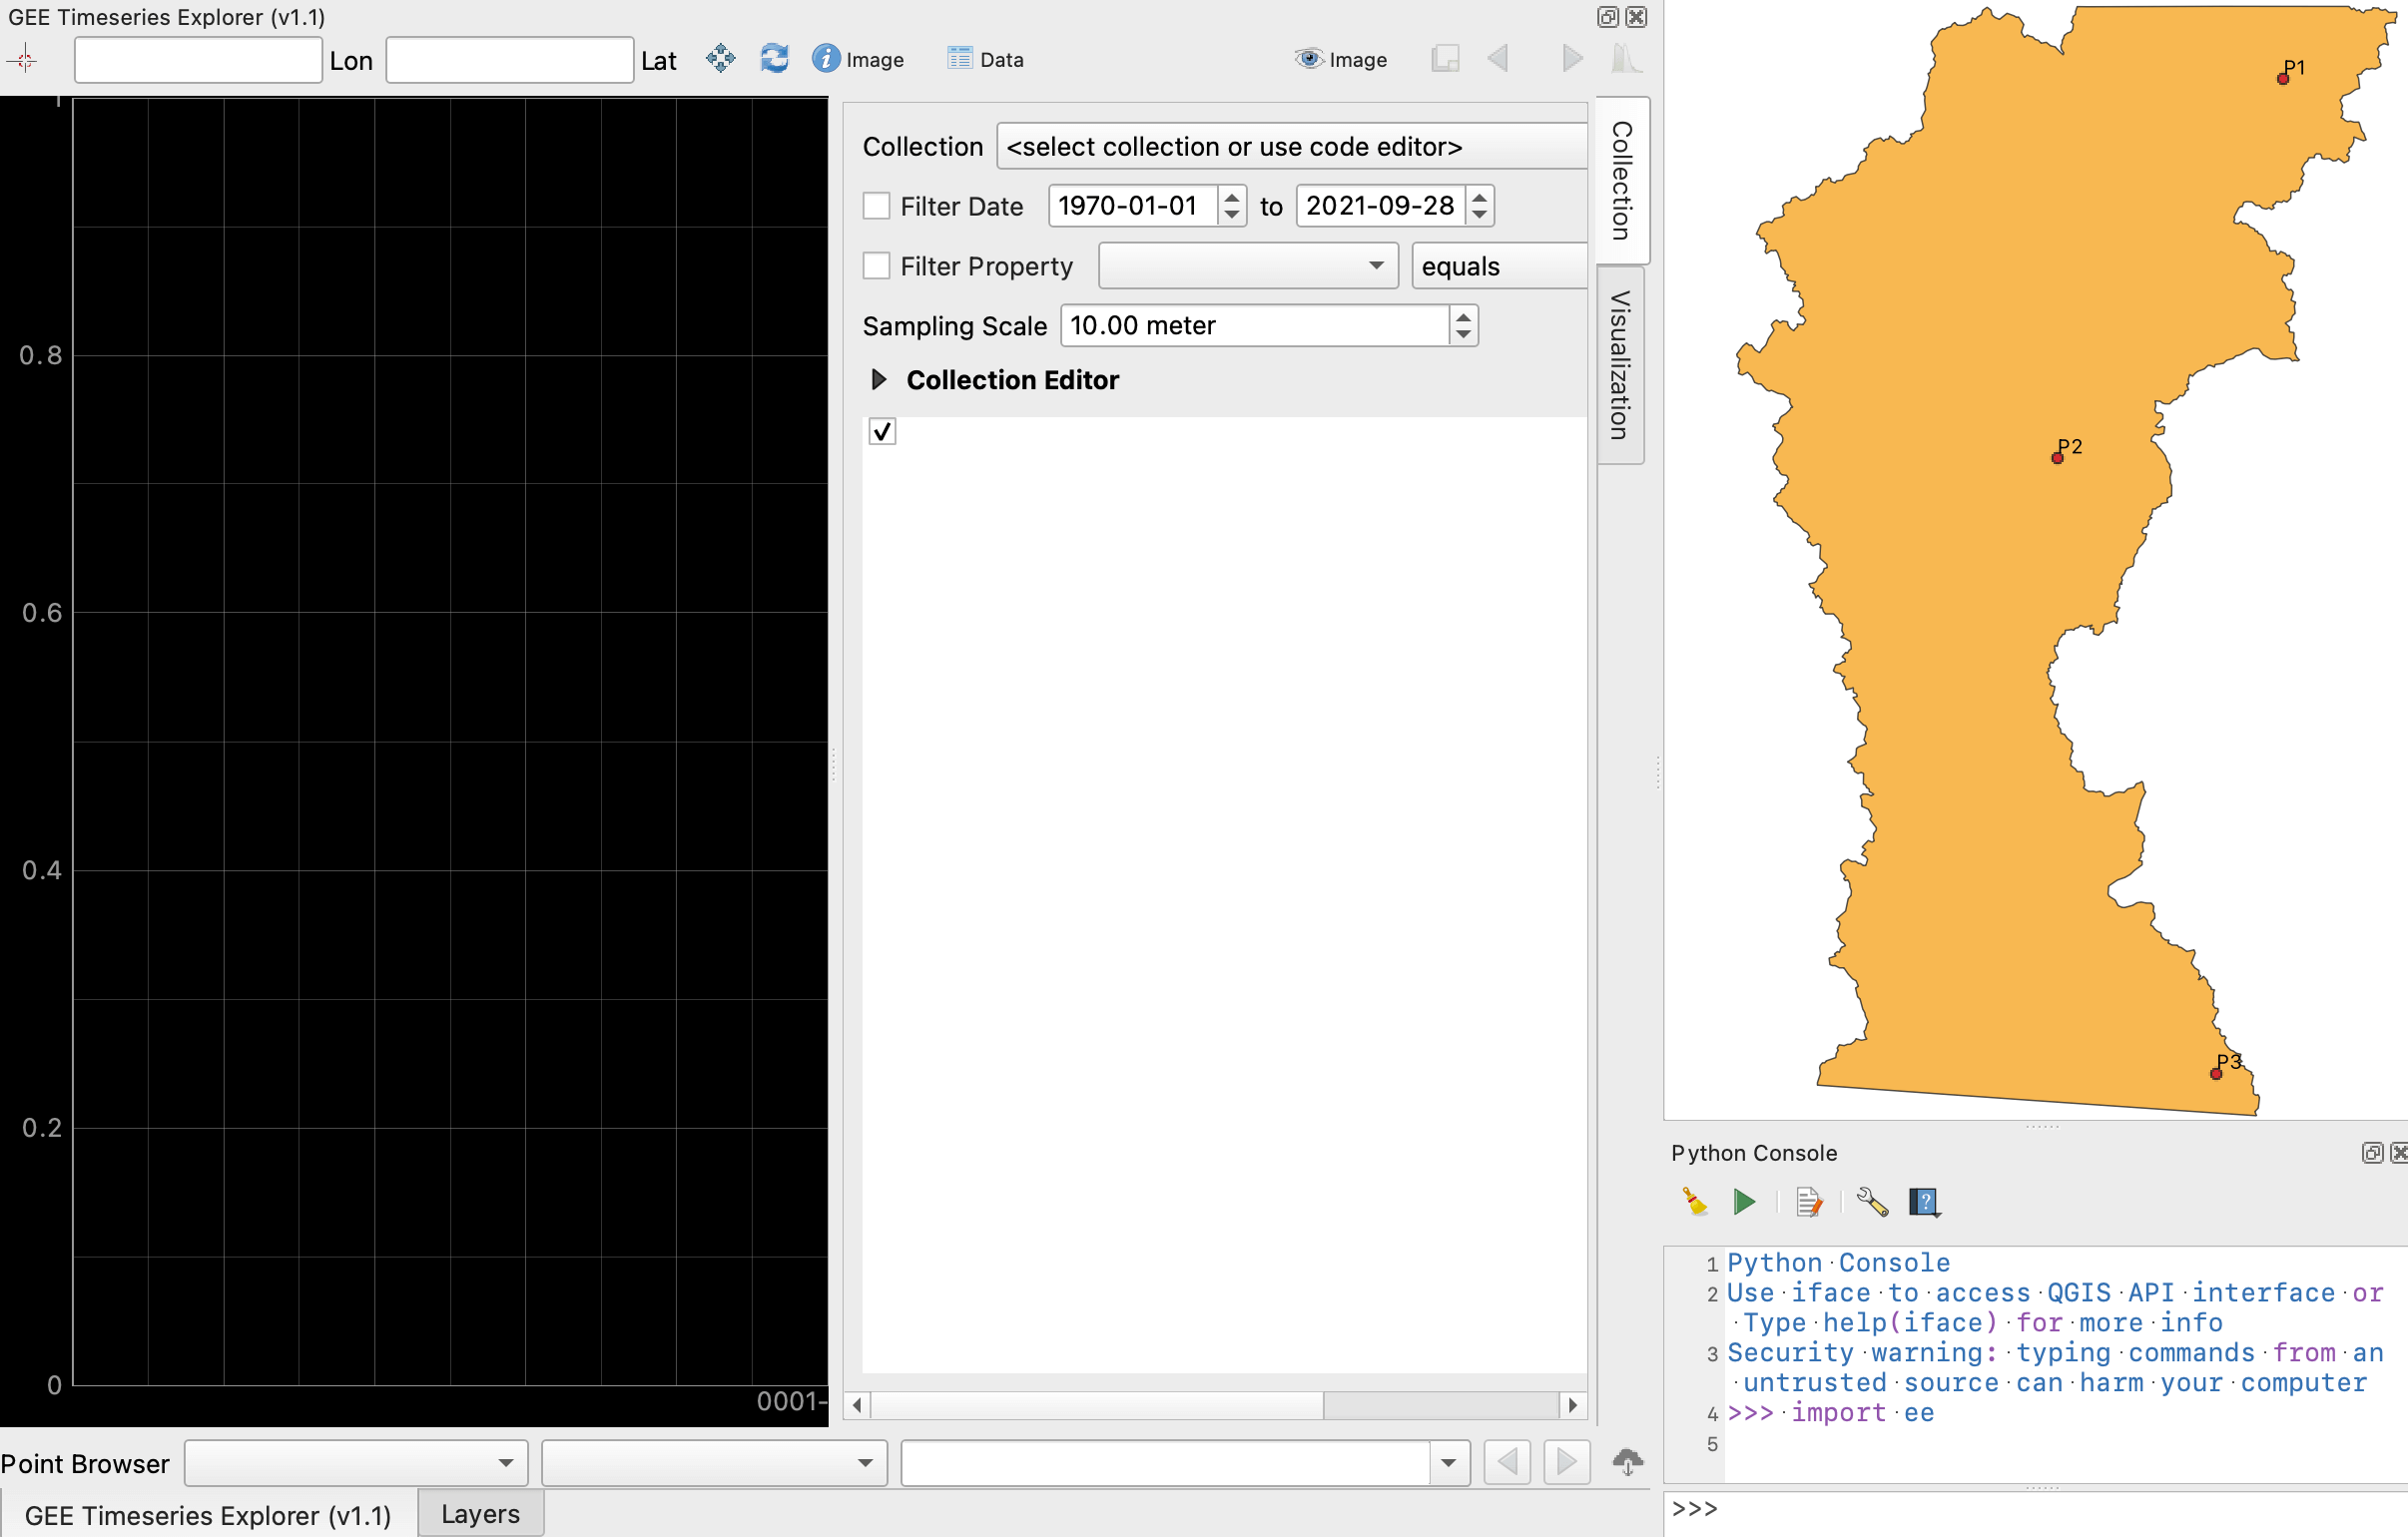 GEE Timeseries Explorer (v1.1)
Lon
Lat
Image
Data
Image
1
0.8
0.6
0.4
0.2
0
0001-
Collection
<select collection or use code editor>
Filter Date
1970-01-01
to
2021-09-28
Filter Property
equals
Sampling Scale
10.00 meter
Collection Editor
Collection
Visualization
Point Browser
GEE Timeseries Explorer (v1.1)
Layers
P1
P2
P3
Python Console
1 Python Console
2 Use iface to access QGIS API interface or
Type help(iface) for more info
3 Security warning: typing commands from an
untrusted source can harm your computer
4 >>> import ee
5
>>>